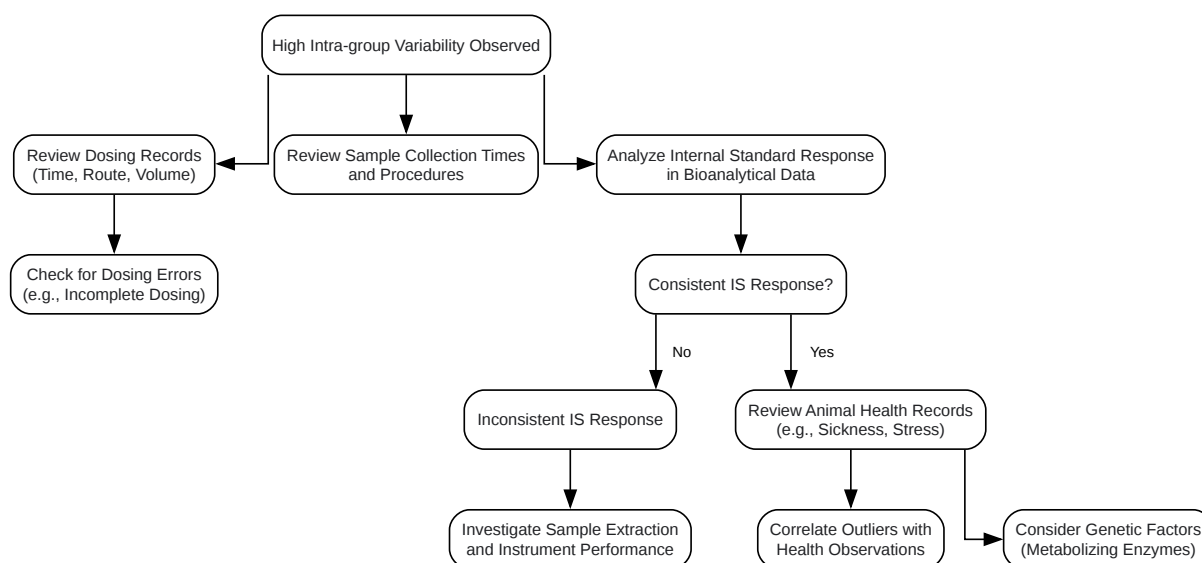 High Intra-group Variability Observed
Review Dosing Records
(Time, Route, Volume)
Review Sample Collection Times
and Procedures
Analyze Internal Standard Response
in Bioanalytical Data
Check for Dosing Errors
(e.g., Incomplete Dosing)
Consistent IS Response?
No
Yes
Inconsistent IS Response
Review Animal Health Records
(e.g., Sickness, Stress)
Investigate Sample Extraction
and Instrument Performance
Correlate Outliers with
Health Observations
Consider Genetic Factors
(Metabolizing Enzymes)